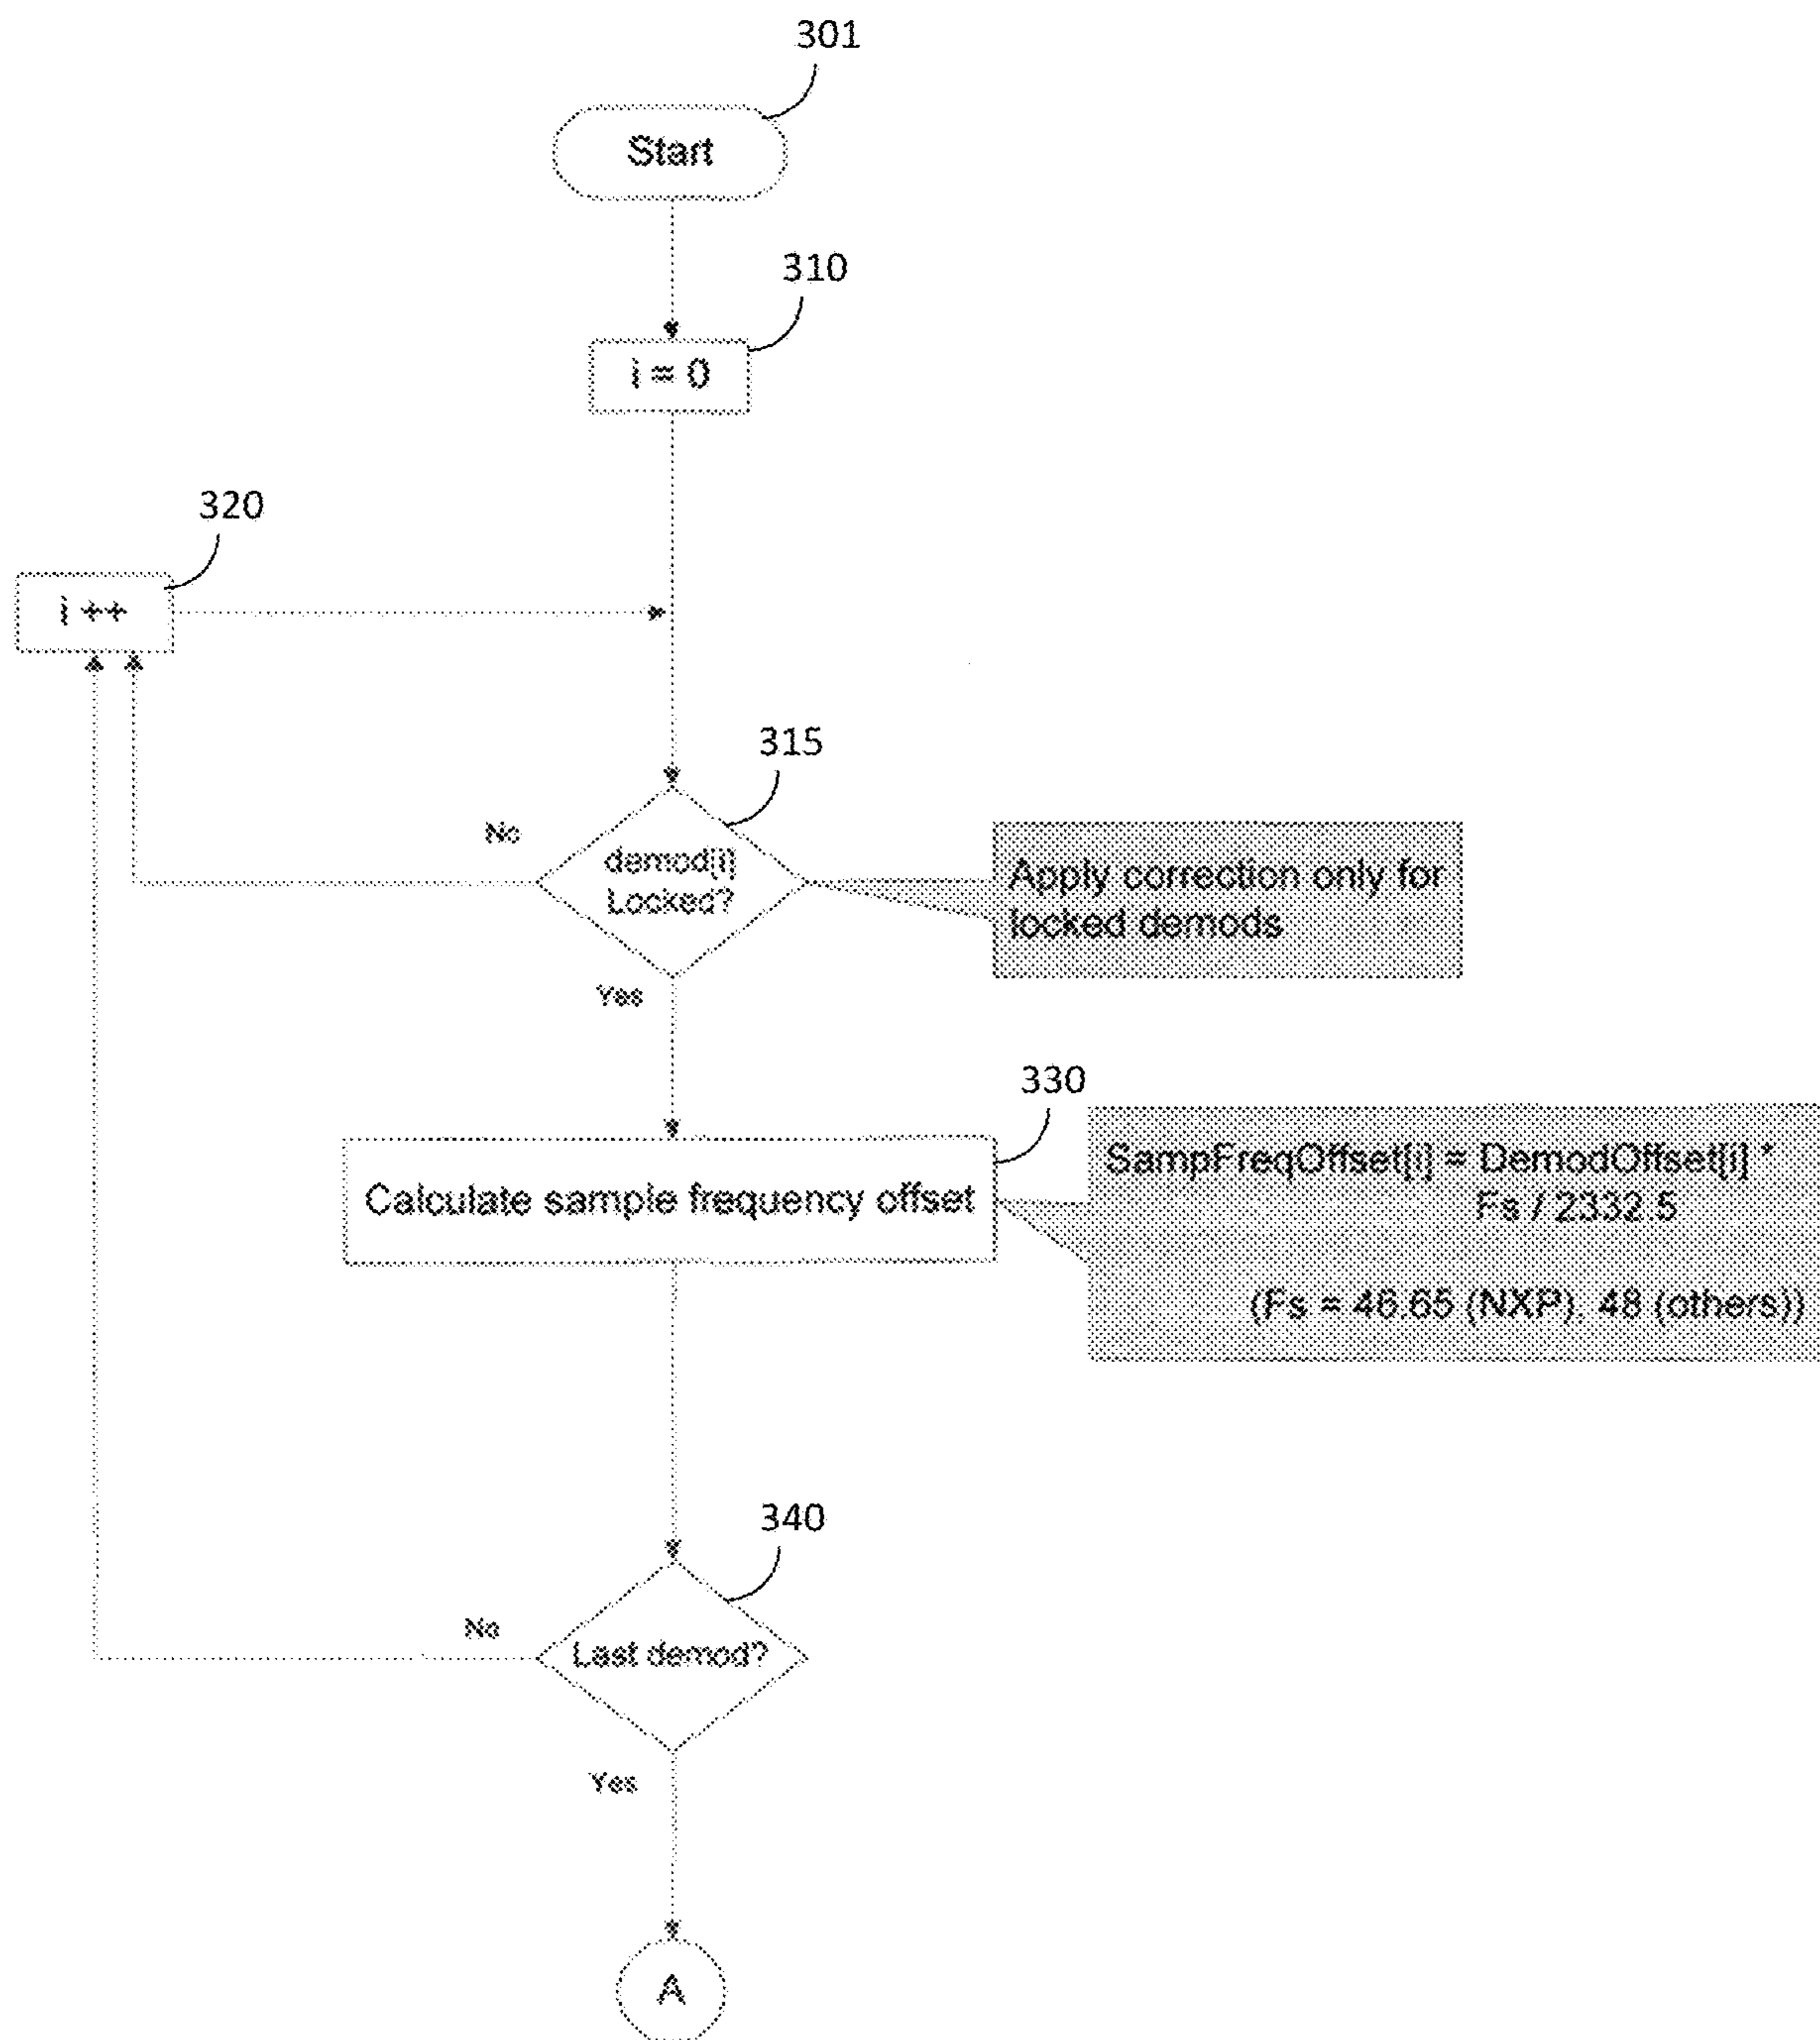 301
Start
310
i = 0
320
i ++
315
No
demod[i]
Locked?
Apply correction only for
locked demods
Yes
330
Calculate sample frequency offset
SampFreqOffset[i] = DemodOffset[i] *
Fs / 2332.5
(Fs = 46.65 (NXP), 48 (others))
340
No
Last demod?
Yes
A